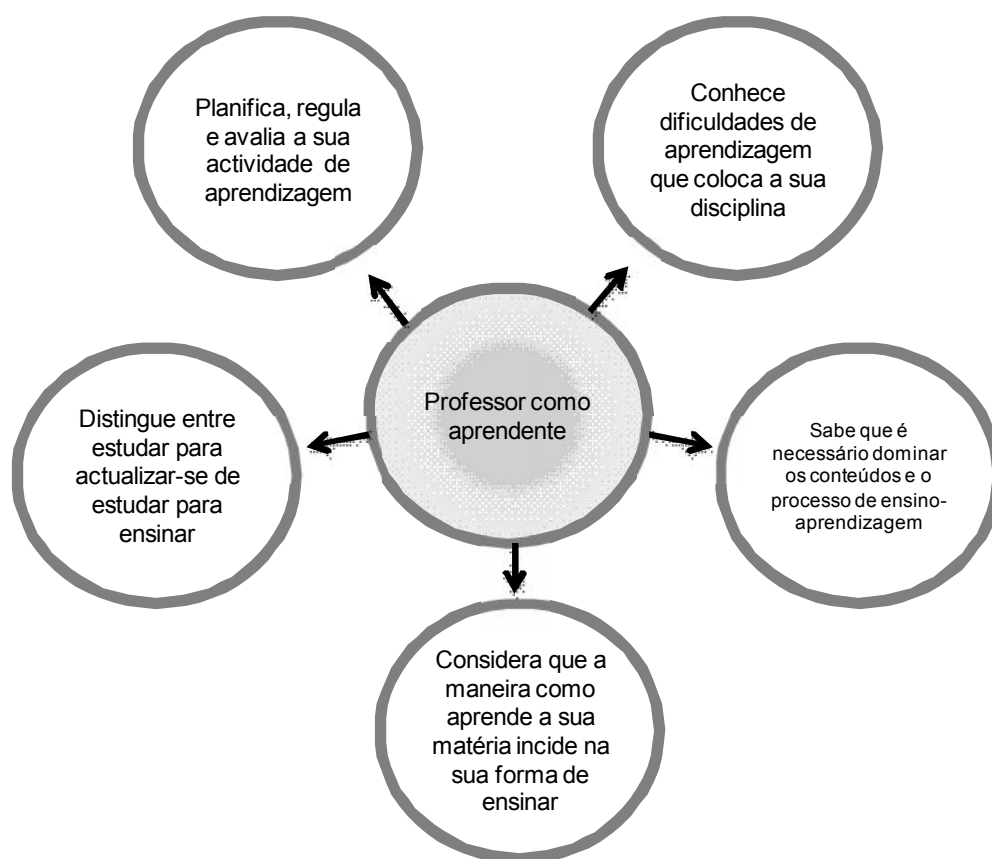 Planifica, regula
e avalia a sua
actividade de
aprendizagem
Conhece
dificuldades de
aprendizagem
que coloca a sua
disciplina
Professor como
aprendente
Distingue entre
estudar para
actualizar-se de
estudar para
ensinar
Sabe que é
necessário dominar
os conteúdos e o
processo de ensino-
aprendizagem
Considera que a
maneira como
aprende a sua
matéria incide na
sua forma de
ensinar